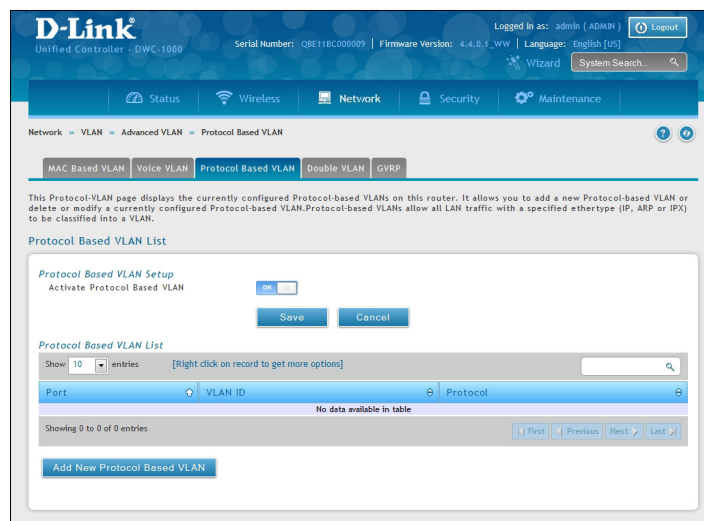 D-Link
Unified Controller - DWC-1000
Logged in as: admin ( ADMIN )
Logout
Serial Number: QBE11BC000009 | Firmware Version: 4.4.0.1_WW | Language: English [US]
Wizard
System Search...
Status
Wireless
Network
Security
Maintenance
Network » VLAN » Advanced VLAN » Protocol Based VLAN
MAC Based VLAN
Voice VLAN
Protocol Based VLAN
Double VLAN
GVRP
This Protocol-VLAN page displays the currently configured Protocol-based VLANs on this router. It allows you to add a new Protocol-based VLAN or
delete or modify a currently configured Protocol-based VLAN.Protocol-based VLANs allow all LAN traffic with a specified ethertype (IP, ARP or IPX)
to be classified into a VLAN.
Protocol Based VLAN List
Protocol Based VLAN Setup
Activate Protocol Based VLAN
ON
Save
Cancel
Protocol Based VLAN List
Show 10 entries
[Right click on record to get more options]
Port
VLAN ID
Protocol
No data available in table
Showing 0 to 0 of 0 entries
First
Previous
Next
Last
Add New Protocol Based VLAN